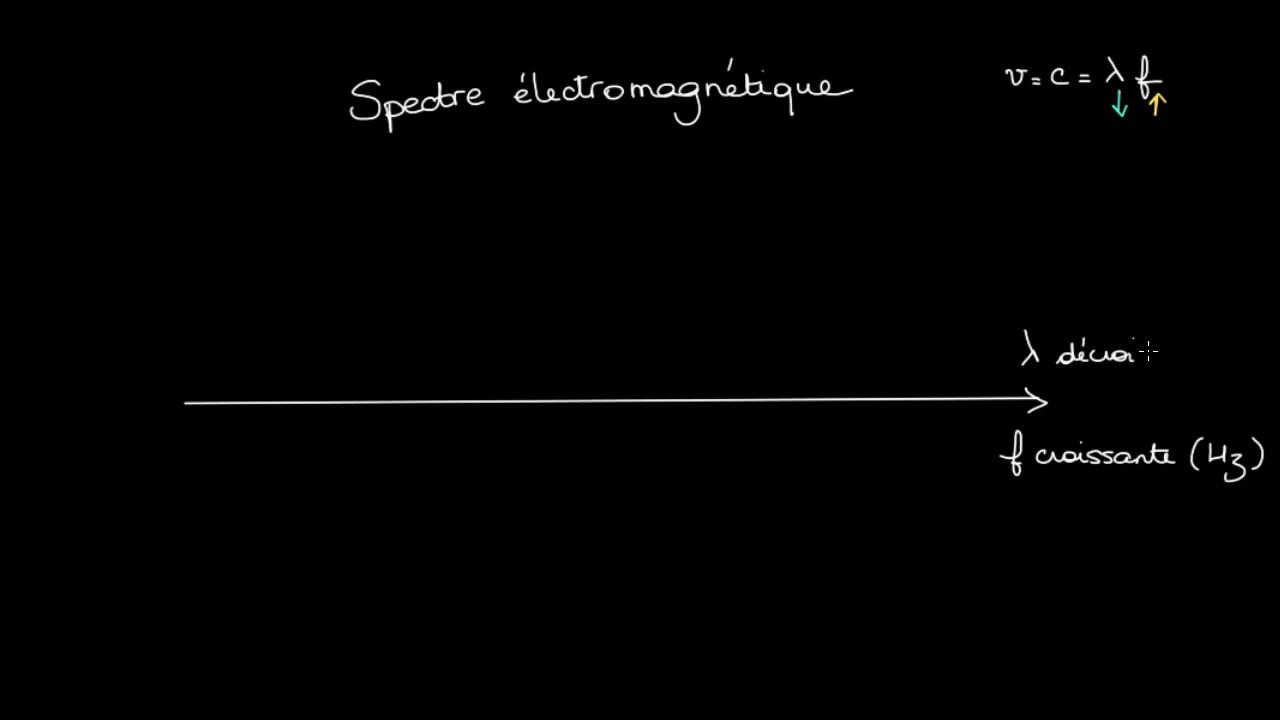 Spectre électromagnétique
v = c = λ f
λ décroi
f croissante (Hz)